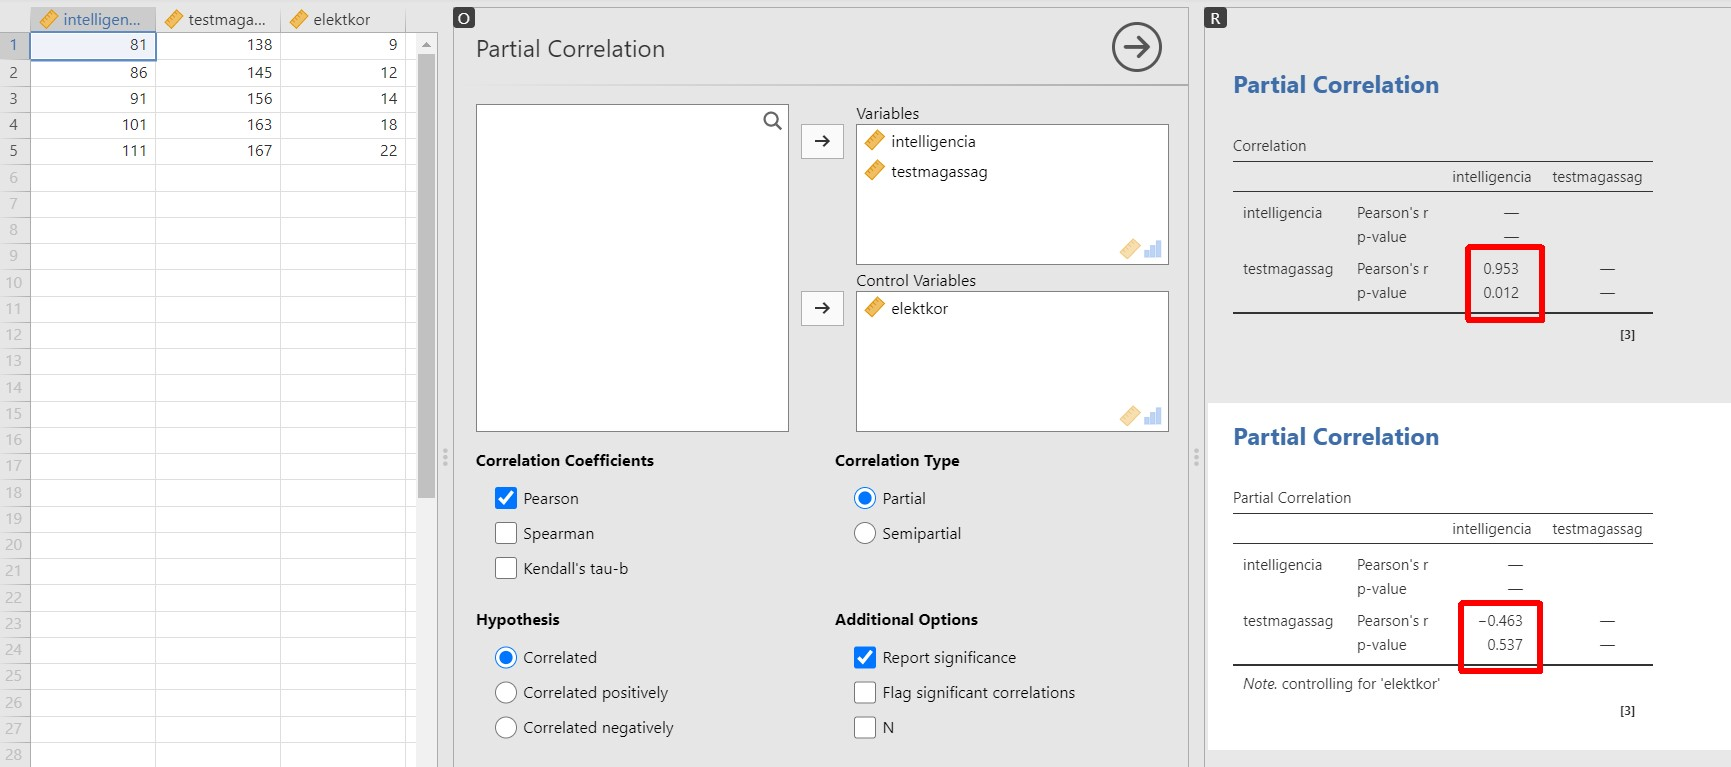 intelligen... testmaga... elektkor
1 81 138 9
2 86 145 12
3 91 156 14
4 101 163 18
5 111 167 22
6
7
8
9
10
11
12
13
14
15
16
17
18
19
20
21
22
23
24
25
26
27
28
O
Partial Correlation
Variables
intelligencia
testmagassag
Control Variables
elektkor
Correlation Coefficients
Pearson
Spearman
Kendall's tau-b
Correlation Type
Partial
Semipartial
Hypothesis
Correlated
Correlated positively
Correlated negatively
Additional Options
Report significance
Flag significant correlations
N
R
Partial Correlation
Correlation
intelligencia testmagassag
intelligencia Pearson's r —
p-value —
testmagassag Pearson's r 0.953 —
p-value 0.012 —
[3]
Partial Correlation
Partial Correlation
intelligencia testmagassag
intelligencia Pearson's r —
p-value —
testmagassag Pearson's r −0.463 —
p-value 0.537 —
Note. controlling for 'elektkor'
[3]